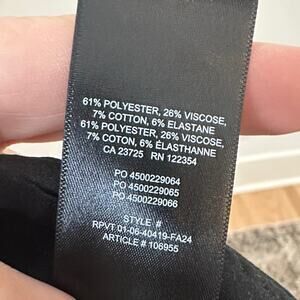 61% POLYESTER, 26% VISCOSE,
7% COTTON, 6% ELASTANE
61% POLYESTER, 26% VISCOSE,
7% COTON, 6% ÉLASTHANNE
CA 23725 RN 122354
PO 4500229064
PO 4500229065
PO 4500229066
STYLE: #
RPVT 01-06-40419-FA24
ARTICLE # 106955